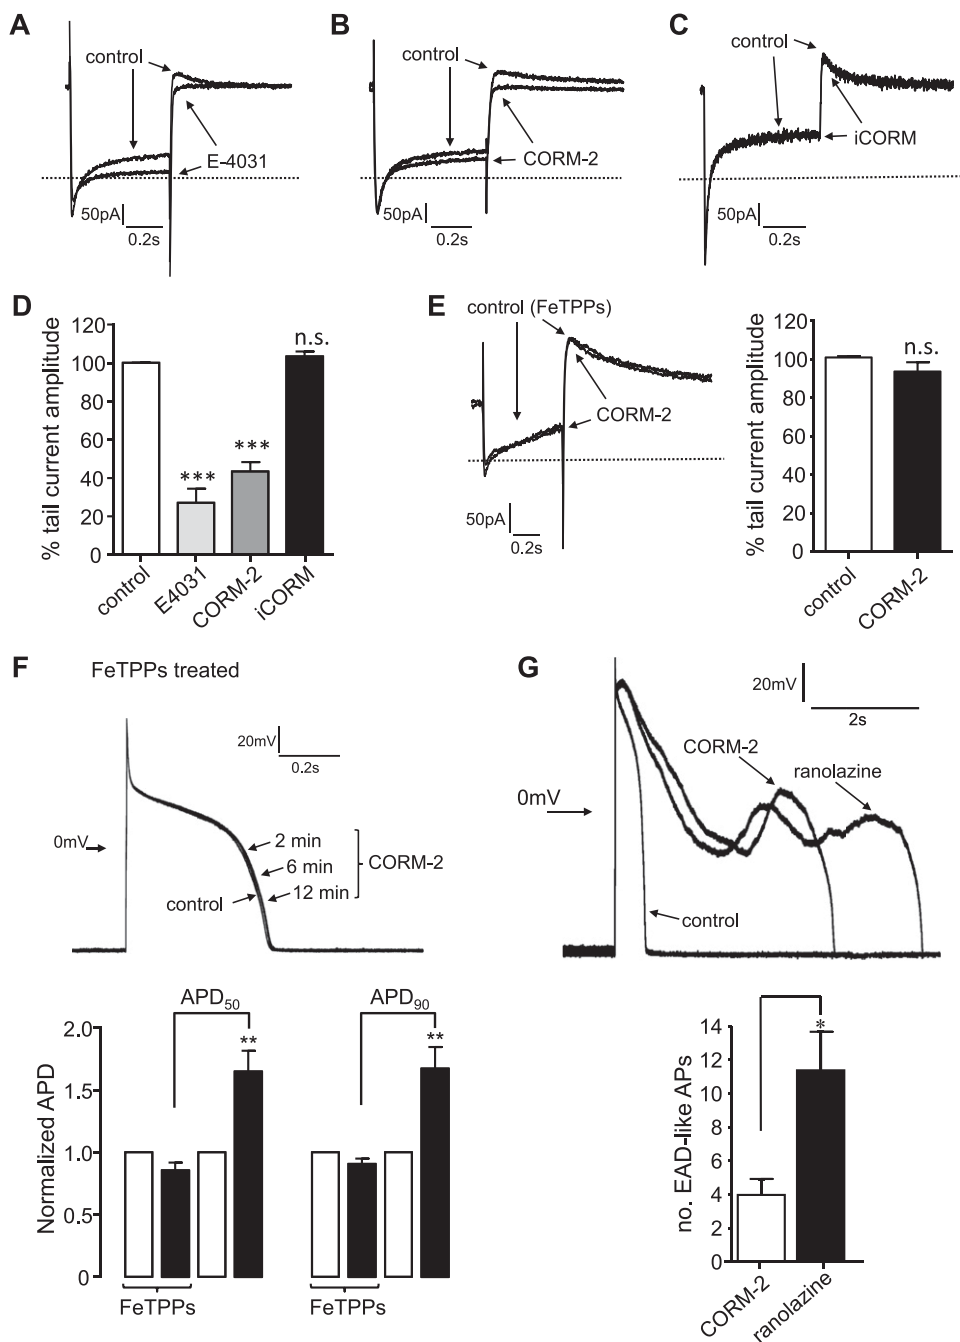 A
control
E-4031
50pA
0.2s
B
control
CORM-2
50pA
0.2s
C
control
iCORM
50pA
0.2s
D
% tail current amplitude
120
100
80
60
40
20
0
***
***
n.s.
control
E4031
CORM-2
iCORM
E
control (FeTPPs)
CORM-2
50pA
0.2s
% tail current amplitude
120
100
80
60
40
20
0
n.s.
control
CORM-2
F
FeTPPs treated
20mV
0.2s
0mV
2 min
6 min
12 min
CORM-2
control
Normalized APD
2.0
1.5
1.0
0.5
0
APD50
**
APD90
**
FeTPPs
FeTPPs
G
20mV
2s
CORM-2
ranolazine
0mV
control
no. EAD-like APs
14
12
10
8
6
4
2
0
*
CORM-2
ranolazine